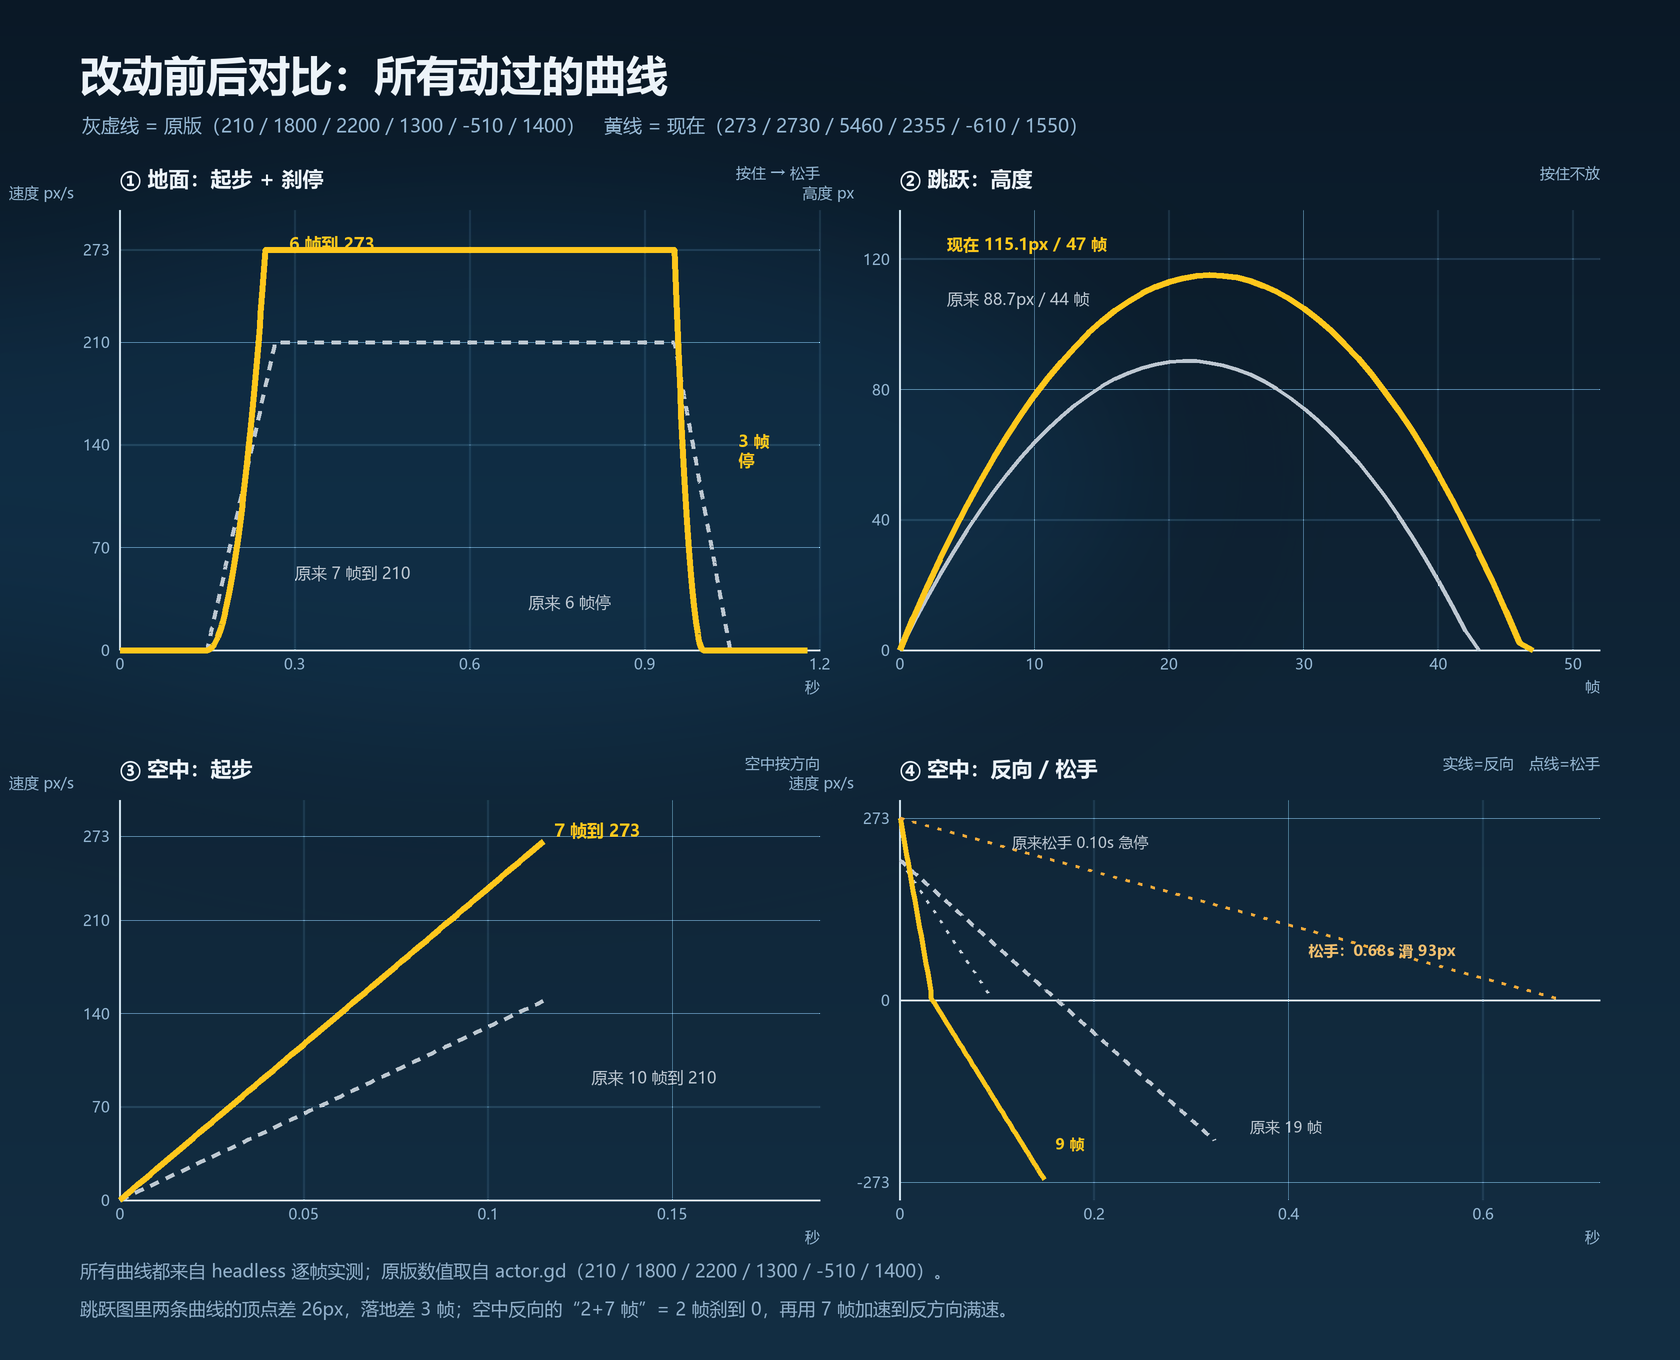 改动前后对比：所有动过的曲线
灰虚线 = 原版（210 / 1800 / 2200 / 1300 / -510 / 1400） 黄线 = 现在（273 / 2730 / 5460 / 2355 / -610 / 1550）
① 地面：起步 + 刹停
按住 → 松手
速度 px/s
273
210
140
70
0
0
0.3
0.6
0.9
1.2
秒
6 帧到 273
3 帧
停
原来 7 帧到 210
原来 6 帧停
② 跳跃：高度
按住不放
高度 px
120
80
40
0
0
10
20
30
40
50
帧
现在 115.1px / 47 帧
原来 88.7px / 44 帧
③ 空中：起步
空中按方向
速度 px/s
273
210
140
70
0
0
0.05
0.1
0.15
秒
7 帧到 273
原来 10 帧到 210
④ 空中：反向 / 松手
实线=反向 点线=松手
速度 px/s
273
0
-273
0
0.2
0.4
0.6
秒
原来松手 0.10s 急停
松手：0.68s 滑 93px
原来 19 帧
9 帧
所有曲线都来自 headless 逐帧实测；原版数值取自 actor.gd（210 / 1800 / 2200 / 1300 / -510 / 1400）。
跳跃图里两条曲线的顶点差 26px，落地差 3 帧；空中反向的“2+7 帧”= 2 帧刹到 0，再用 7 帧加速到反方向满速。